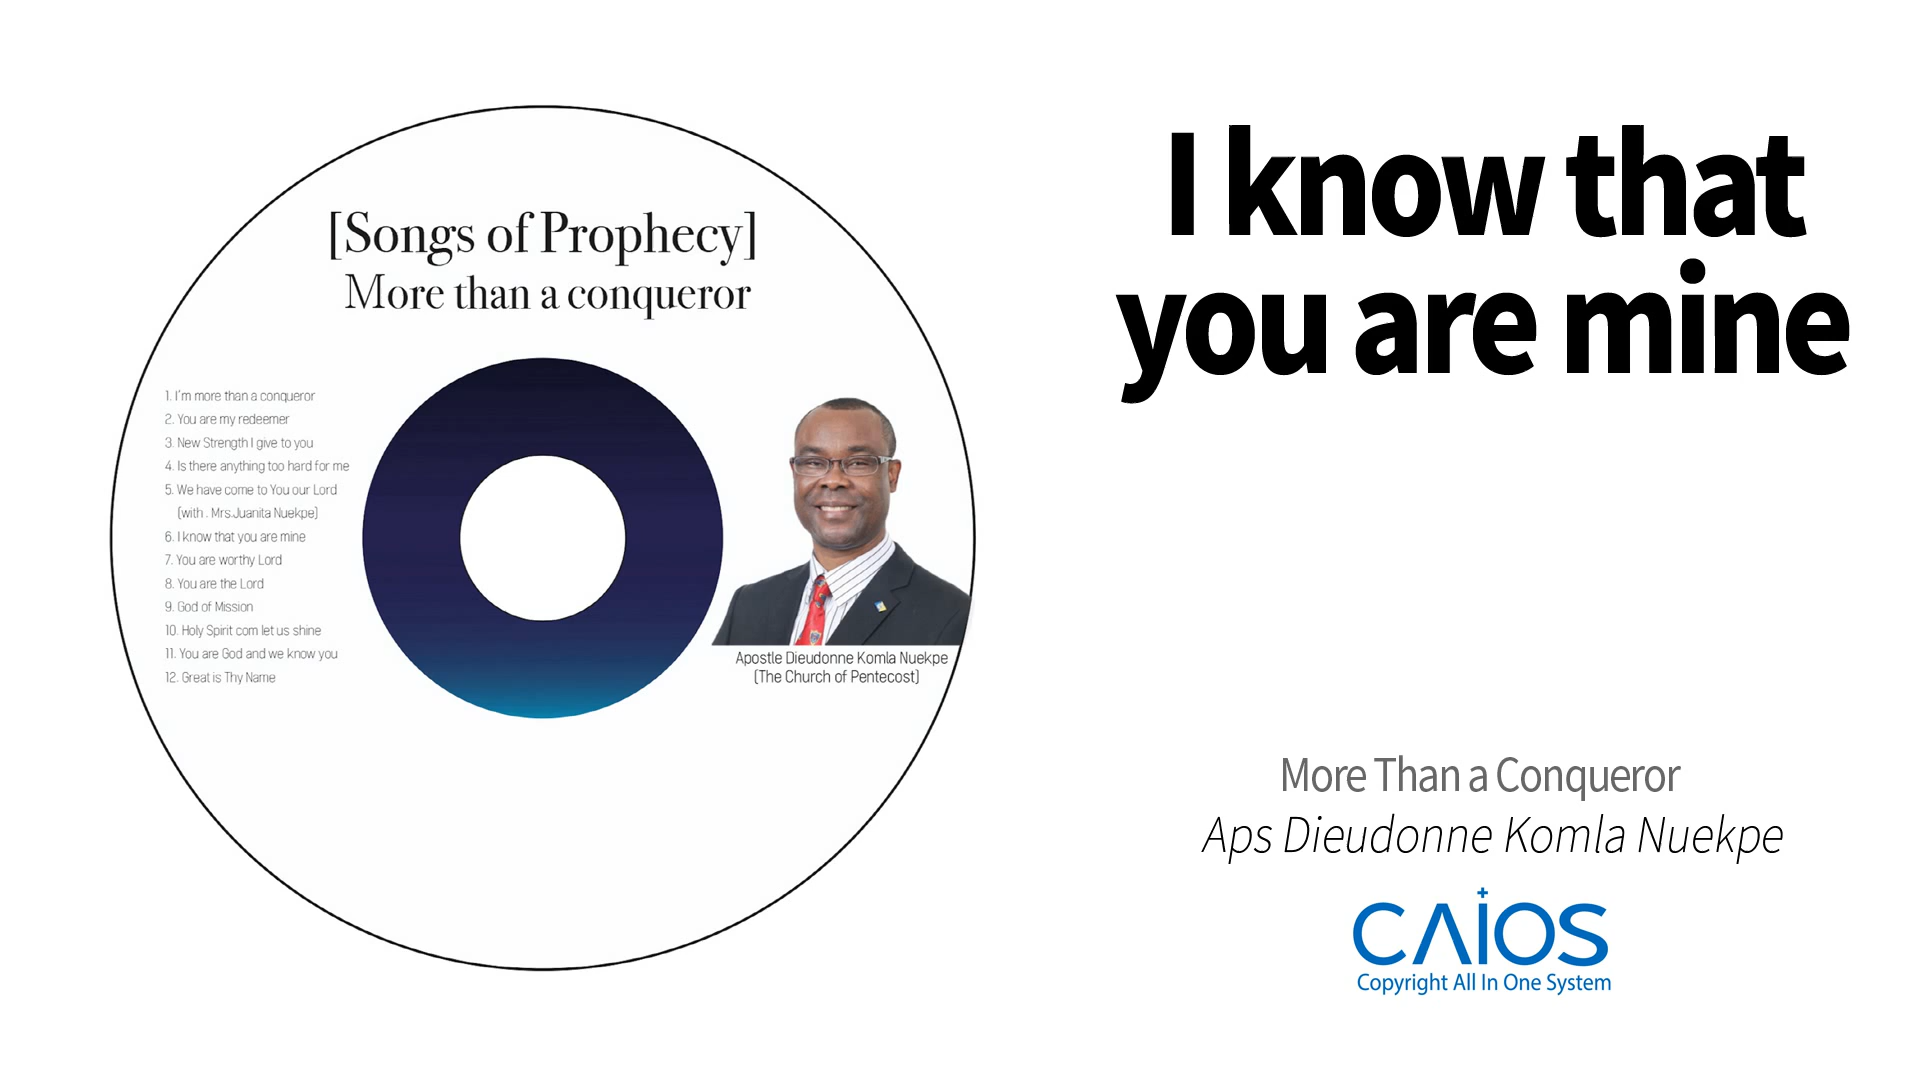 [Songs of Prophecy]
More than a conqueror
1. I'm more than a conqueror
2. You are my redeemer
3. New Strength I give to you
4. Is there anything too hard for me
5. We have come to You our Lord
(with . Mrs.Juanita Nuekpe)
6. I know that you are mine
7. You are worthy Lord
8. You are the Lord
9. God of Mission
10. Holy Spirit com let us shine
11. You are God and we know you
12. Great is Thy Name
Apostle Dieudonne Komla Nuekpe
(The Church of Pentecost)
I know that
you are mine
More Than a Conqueror
Aps Dieudonne Komla Nuekpe
CAiOS
Copyright All In One System